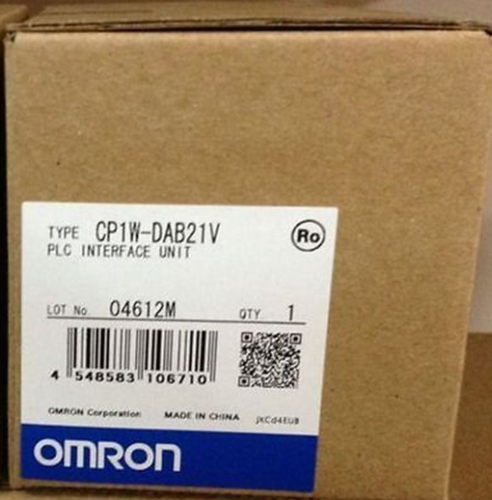 TYPE CP1W-DAB21V
PLC INTERFACE UNIT
Ro
LOT No. 04612M QTY 1
4 548583 106710
OMRON Corporation MADE IN CHINA
OMRON